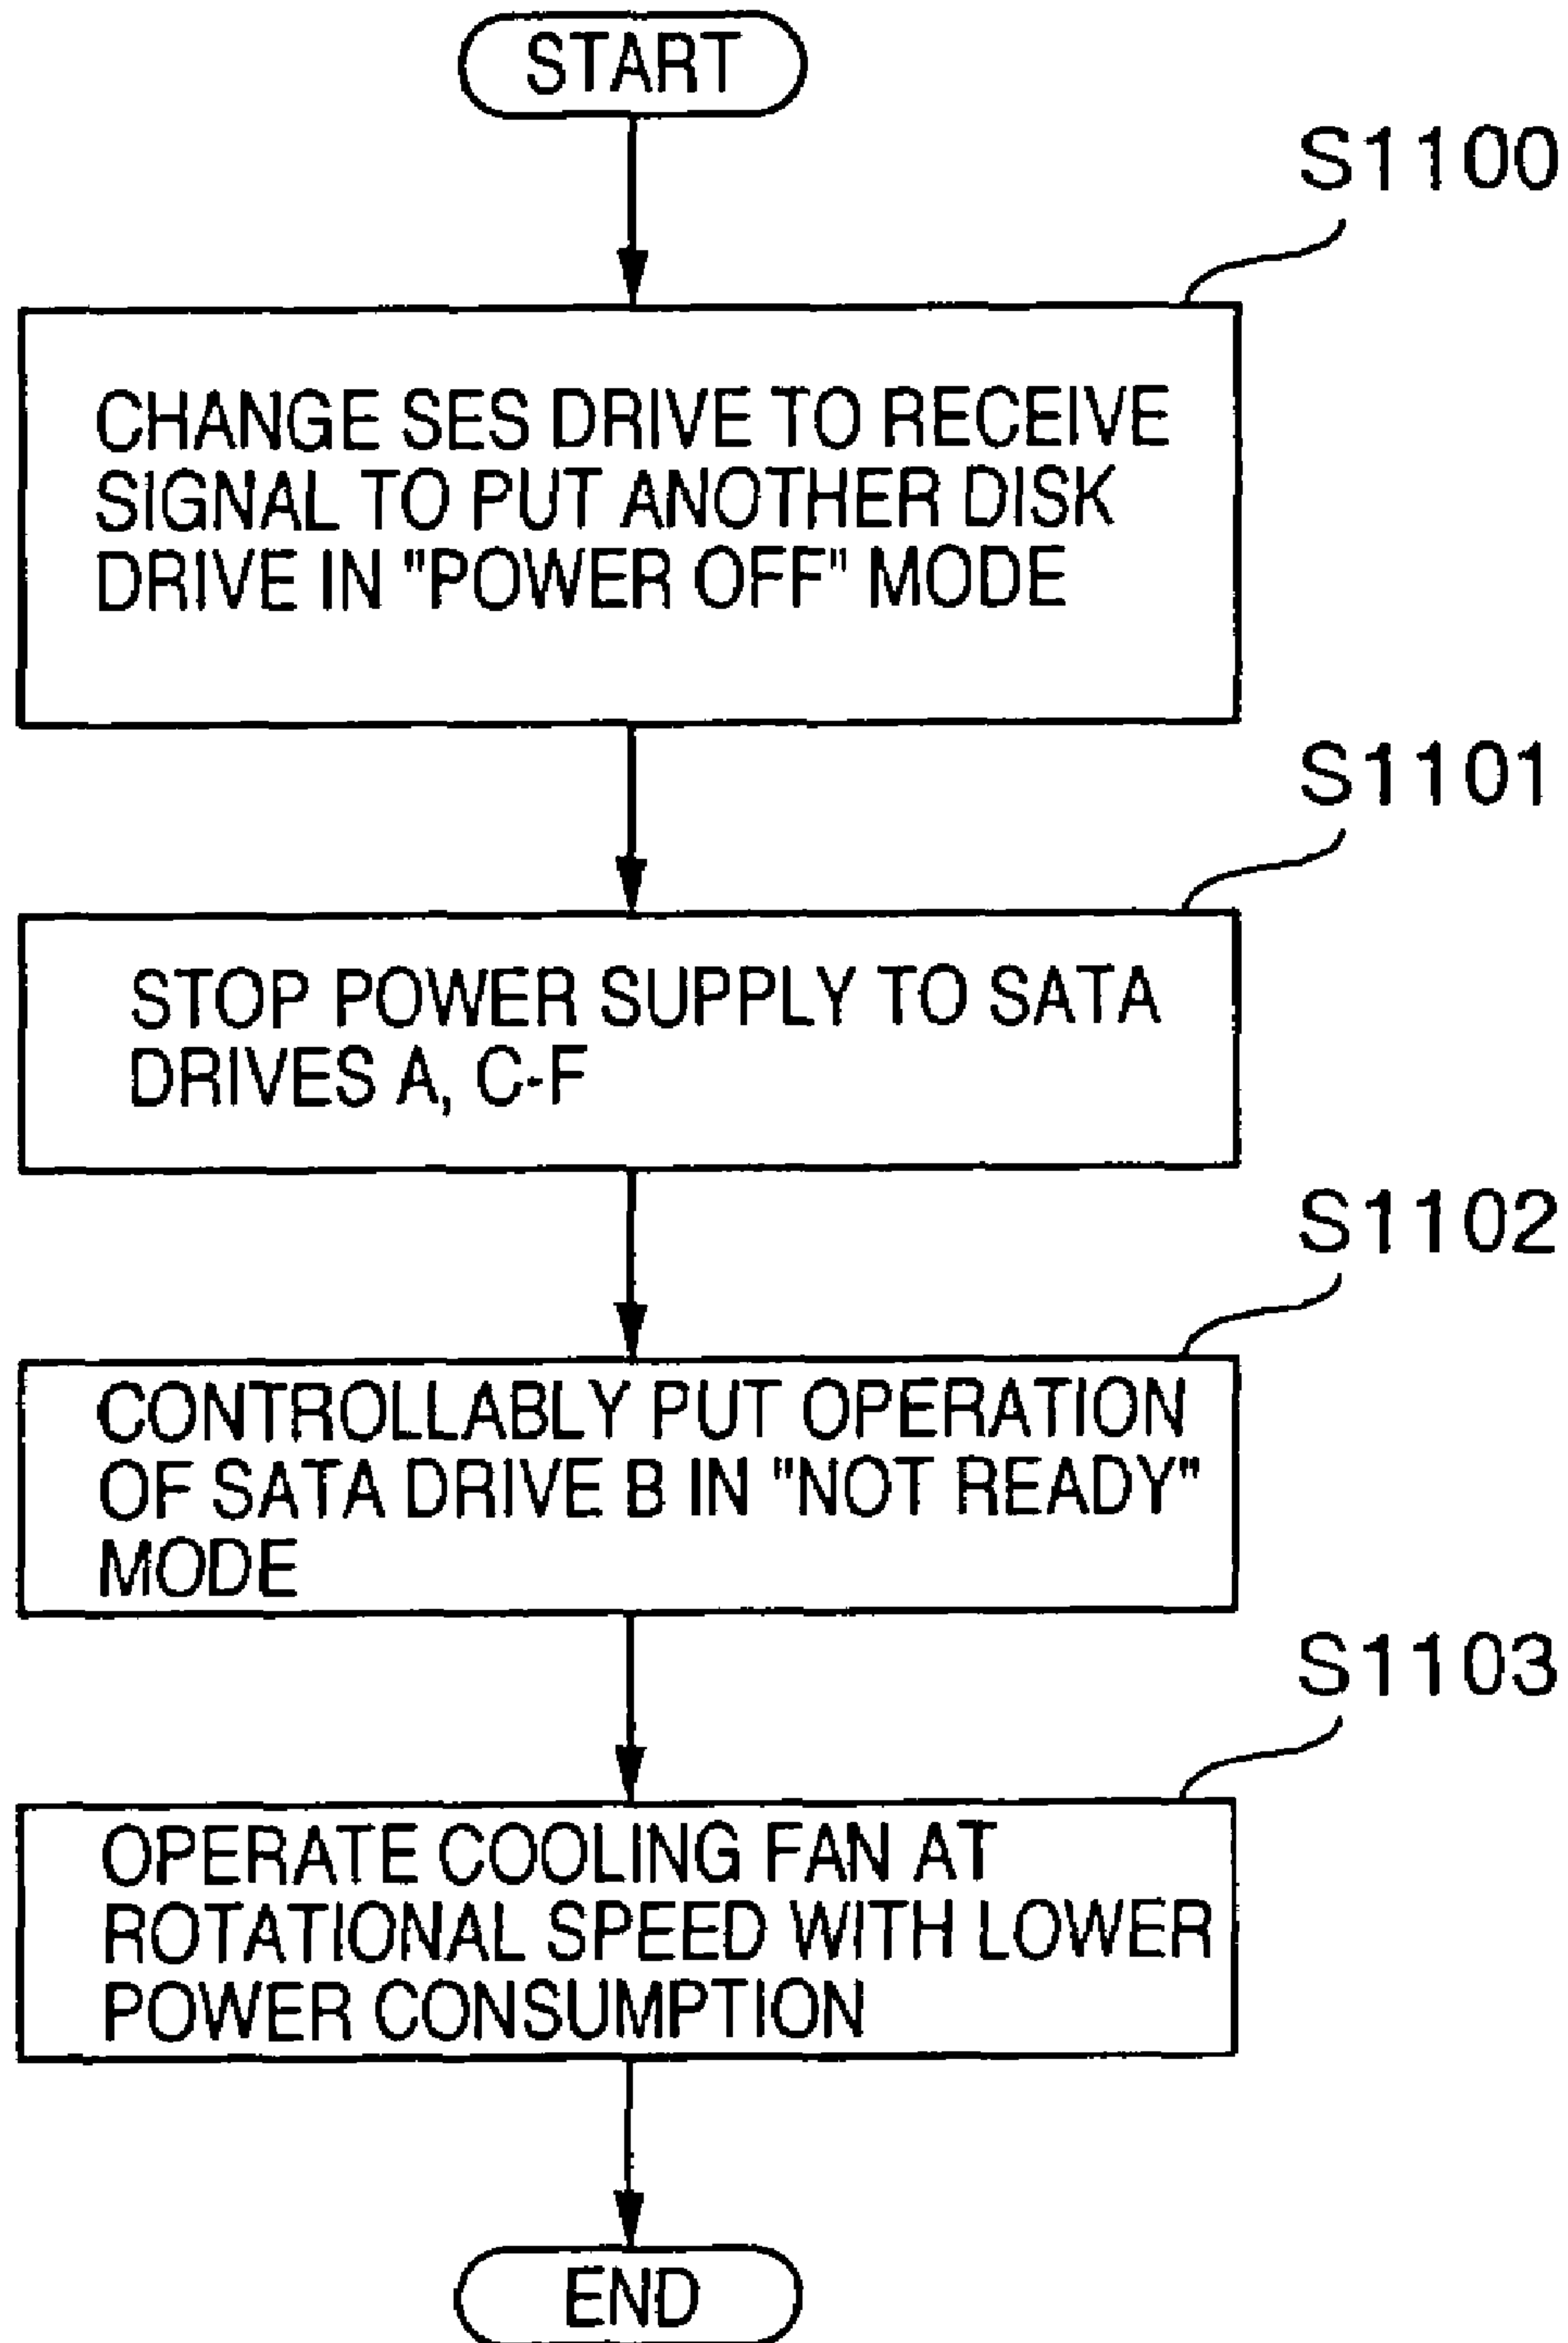 START
S1100
CHANGE SES DRIVE TO RECEIVE
SIGNAL TO PUT ANOTHER DISK
DRIVE IN "POWER OFF" MODE
S1101
STOP POWER SUPPLY TO SATA
DRIVES A, C-F
S1102
CONTROLLABLY PUT OPERATION
OF SATA DRIVE B IN "NOT READY"
MODE
S1103
OPERATE COOLING FAN AT
ROTATIONAL SPEED WITH LOWER
POWER CONSUMPTION
END